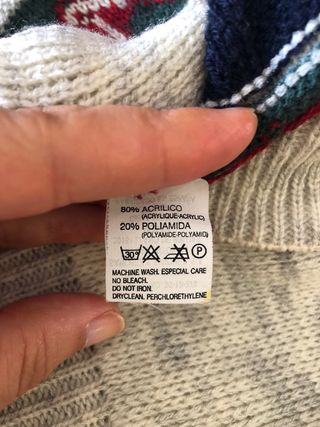 80% ACRILICO
(ACRYLIQUE-ACRYLIC)
20% POLIAMIDA
(POLYAMIDE-POLYAMID)
30° P
MACHINE WASH. ESPECIAL CARE
NO BLEACH.
DO NOT IRON.
DRYCLEAN. PERCHLORETHYLENE